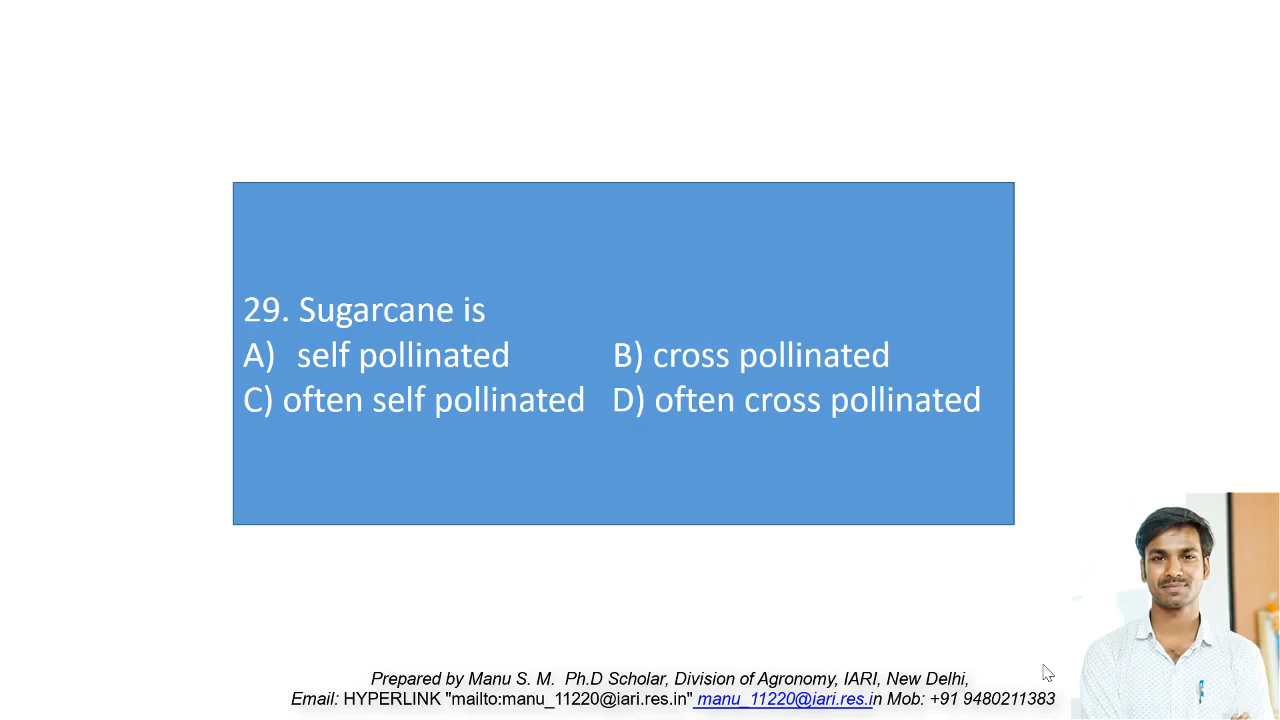 29. Sugarcane is
A) self pollinated B) cross pollinated
C) often self pollinated D) often cross pollinated
Prepared by Manu S. M. Ph.D Scholar, Division of Agronomy, IARI, New Delhi,
Email: HYPERLINK "mailto:manu_11220@iari.res.in" manu_11220@iari.res.in Mob: +91 9480211383